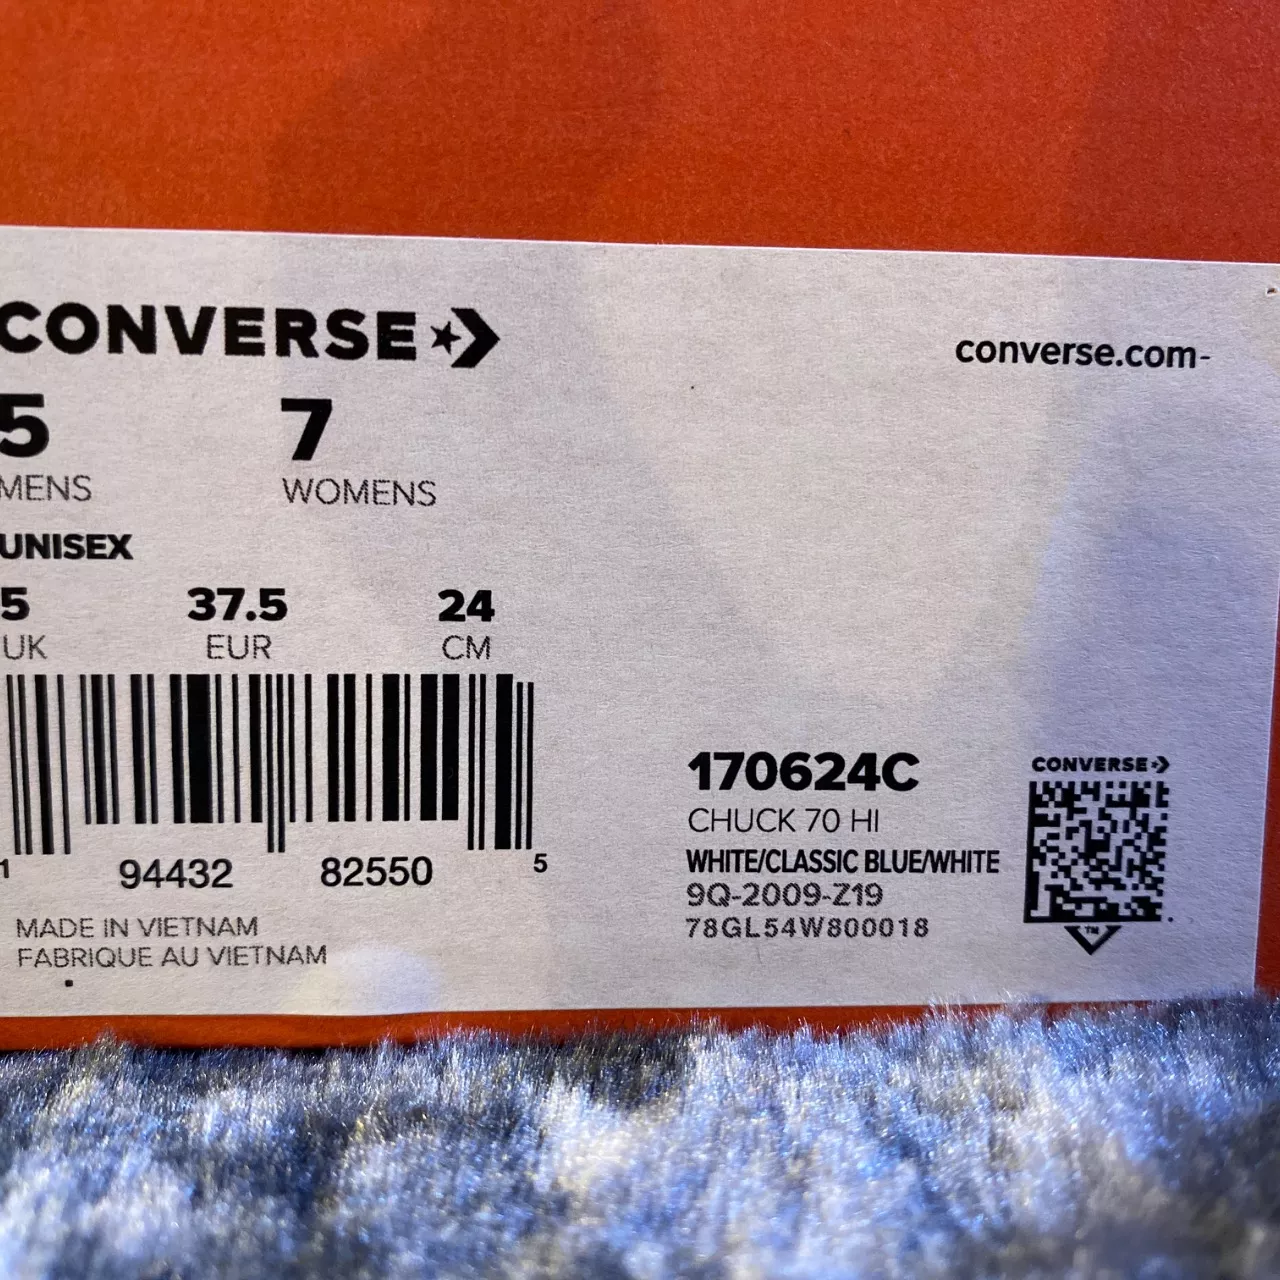 CONVERSE
converse.com-
5 7
MENS WOMENS
UNISEX
5 37.5 24
UK EUR CM
1 94432 82550 5
MADE IN VIETNAM
FABRIQUE AU VIETNAM
170624C
CHUCK 70 HI
WHITE/CLASSIC BLUE/WHITE
9Q-2009-Z19
78GL54W800018
CONVERSE
TM